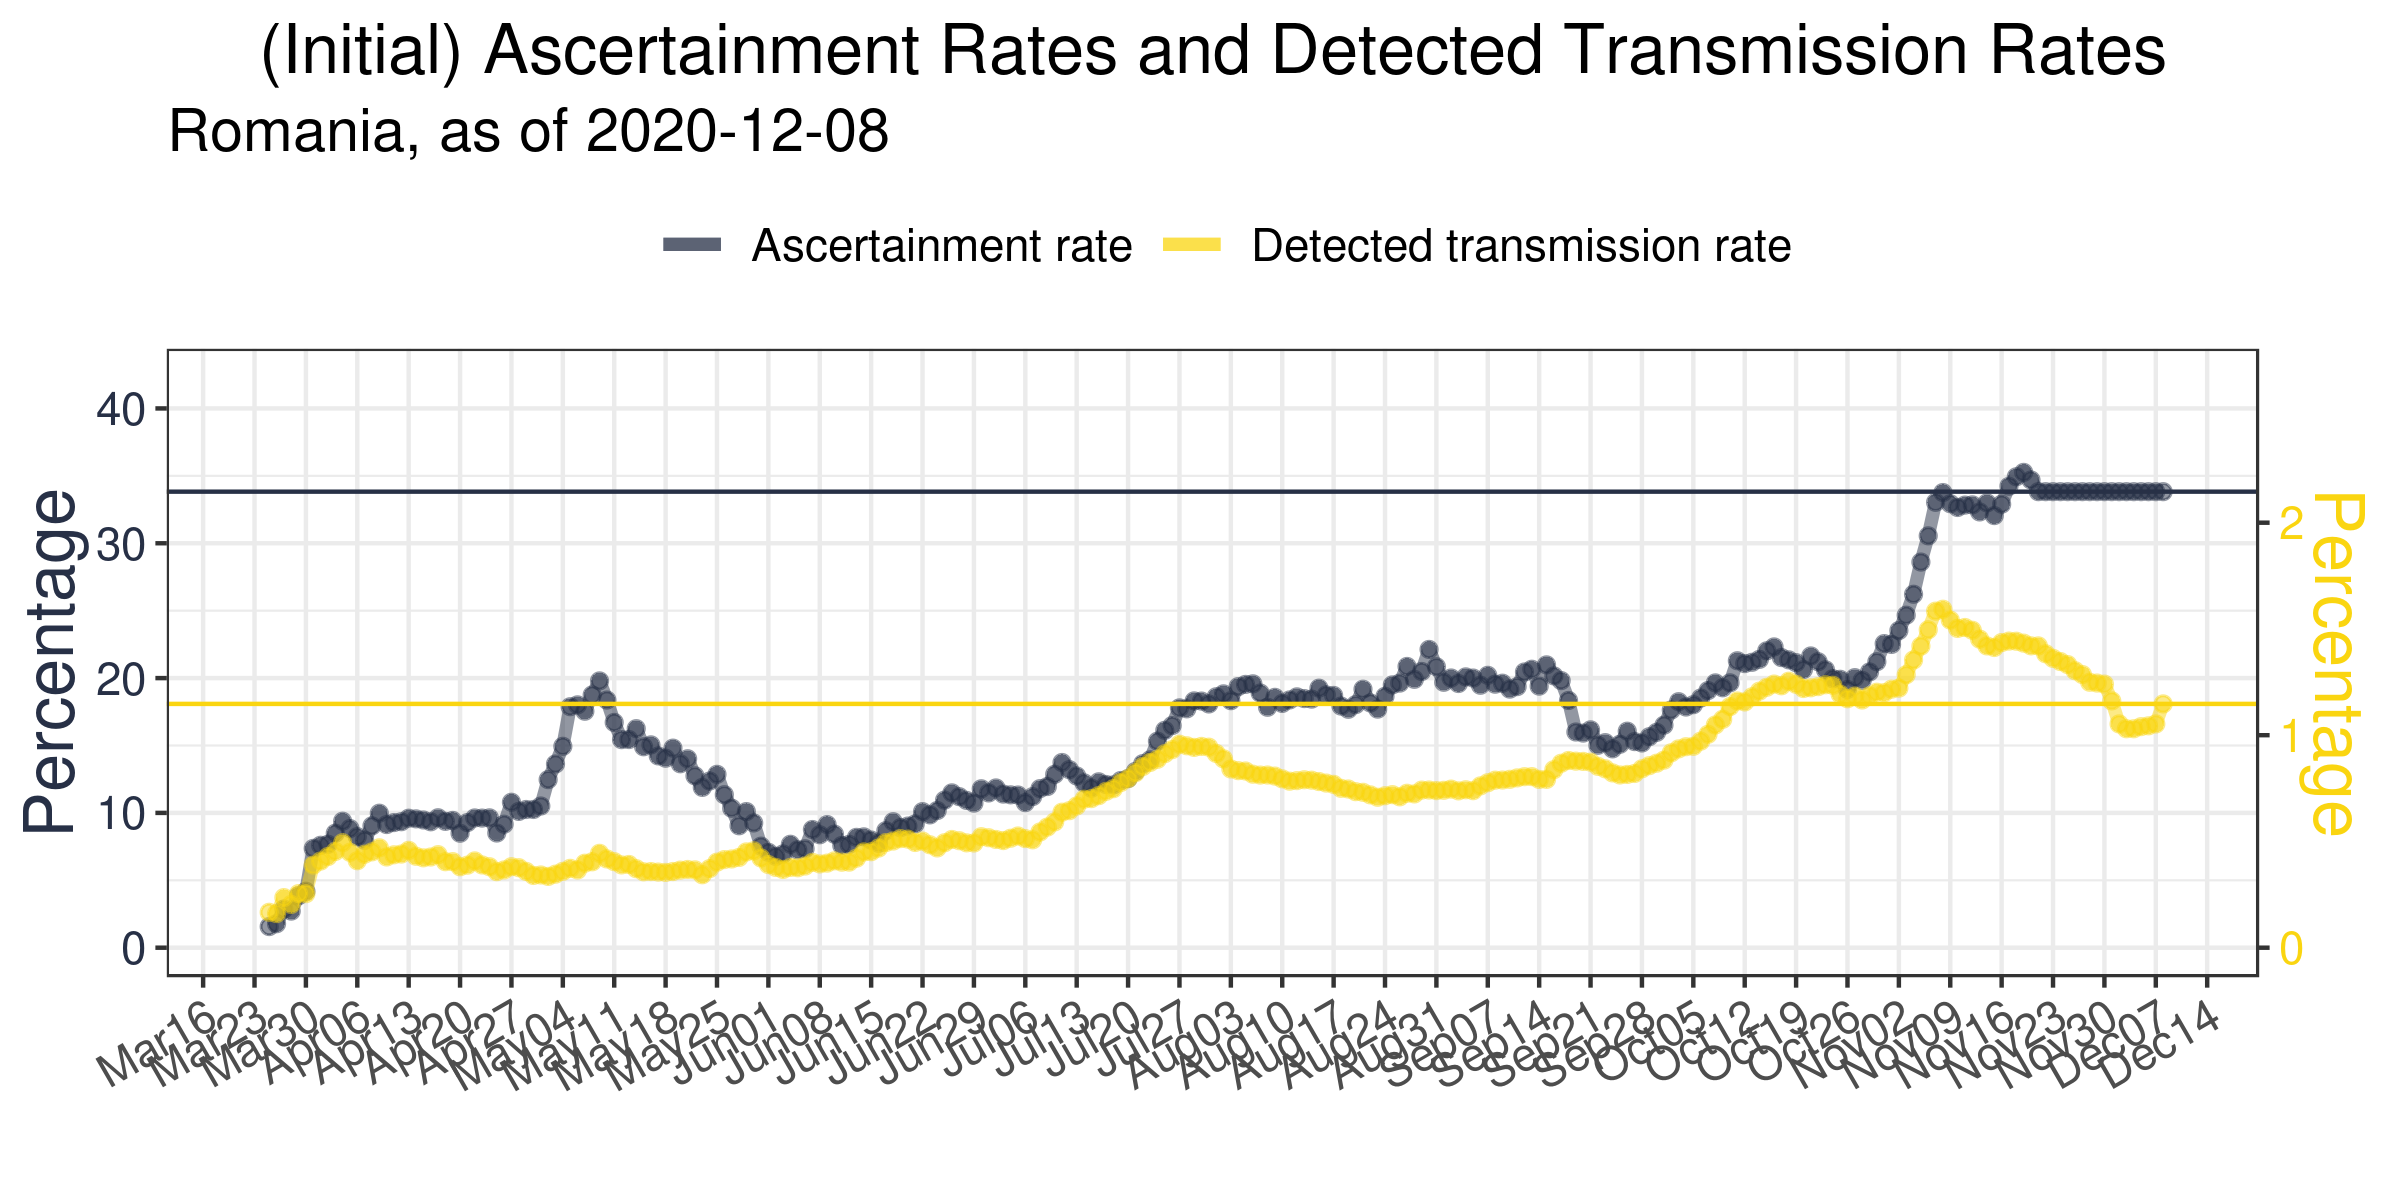 (Initial) Ascertainment Rates and Detected Transmission Rates
Romania, as of 2020-12-08
Ascertainment rate
Detected transmission rate
Percentage
40
30
20
10
0
2
1
0
Percentage
Mar16
Mar23
Mar30
Apr06
Apr13
Apr20
Apr27
May04
May11
May18
May25
Jun01
Jun08
Jun15
Jun22
Jun29
Jul06
Jul13
Jul20
Jul27
Aug03
Aug10
Aug17
Aug24
Aug31
Sep07
Sep14
Sep21
Sep28
Oct05
Oct12
Oct19
Oct26
Nov02
Nov09
Nov16
Nov23
Nov30
Dec07
Dec14